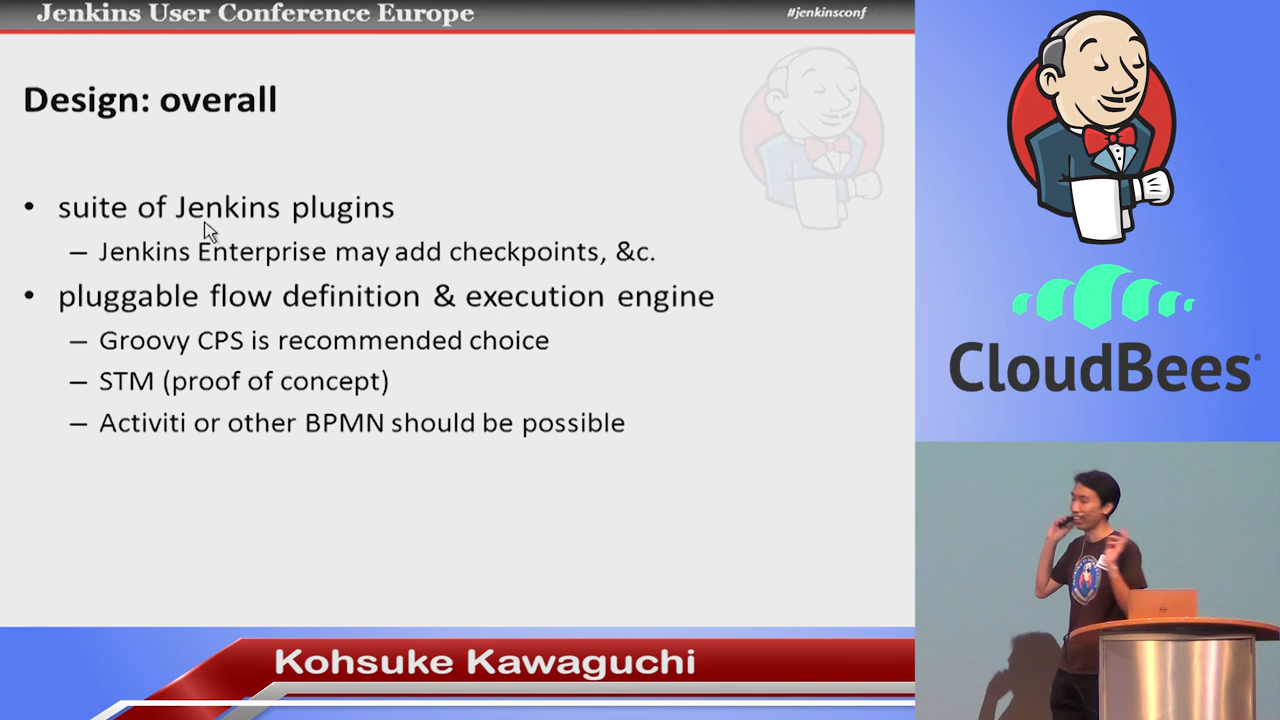 Jenkins User Conference Europe
#jenkinsconf
Design: overall
• suite of Jenkins plugins
– Jenkins Enterprise may add checkpoints, &c.
• pluggable flow definition & execution engine
– Groovy CPS is recommended choice
– STM (proof of concept)
– Activiti or other BPMN should be possible
CloudBees
Kohsuke Kawaguchi